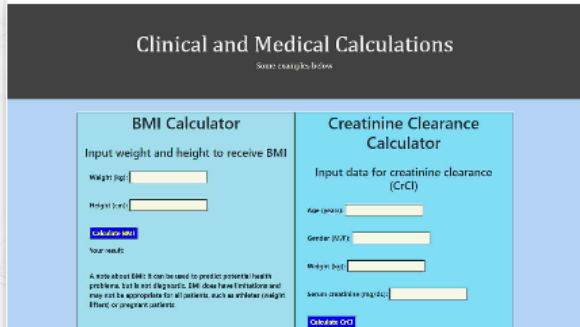 Clinical and Medical Calculations
Some examples below
BMI Calculator
Input weight and height to receive BMI
Weight (kg):
Height (cm):
Calculate BMI
Your result:
A note about BMI: it can be used to predict potential health
problems, but is not diagnostic. BMI does have limitations and
may not be appropriate for all patients, such as athletes (weight
lifters) or pregnant patients.
Creatinine Clearance
Calculator
Input data for creatinine clearance
(CrCl)
Age (years):
Gender (M/F):
Weight (kg):
Serum creatinine (mg/dL):
Calculate CrCl